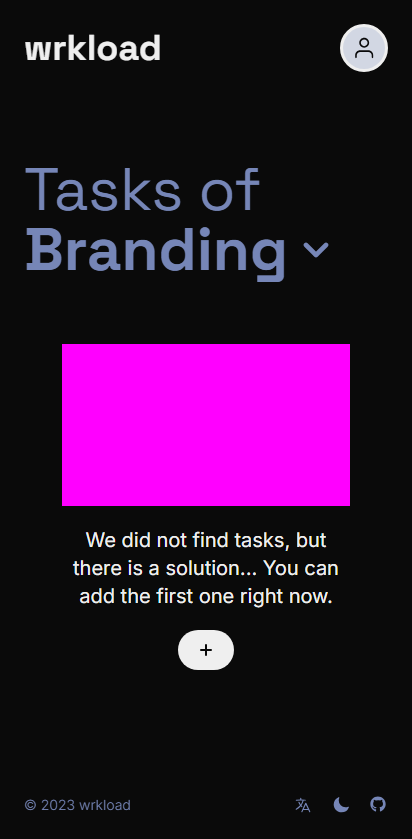 wrkload
Tasks of
Branding
We did not find tasks, but
there is a solution... You can
add the first one right now.
+
© 2023 wrkload